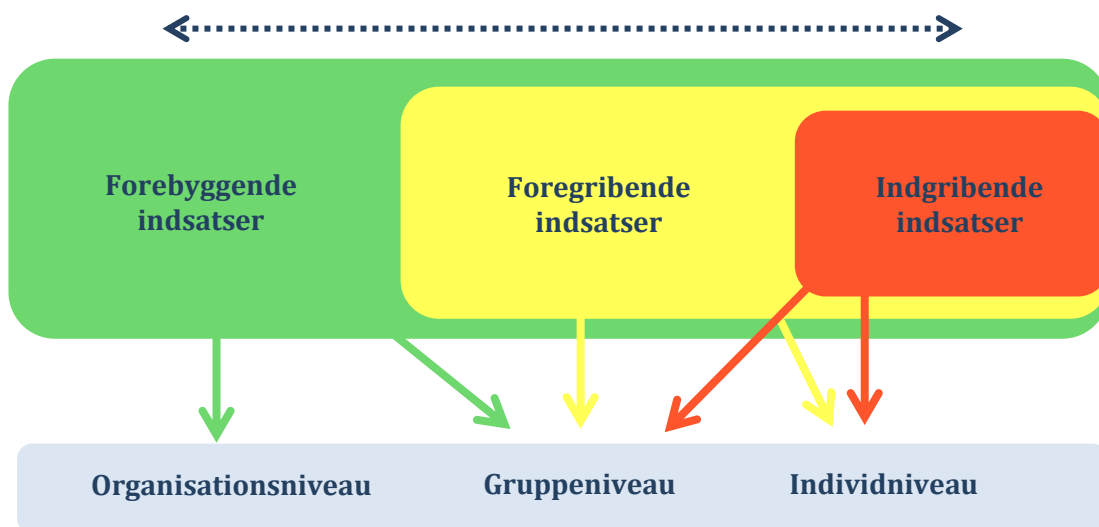 Forebyggende
indsatser
Foregribende
indsatser
Indgribende
indsatser
Organisationsniveau
Gruppeniveau
Individniveau